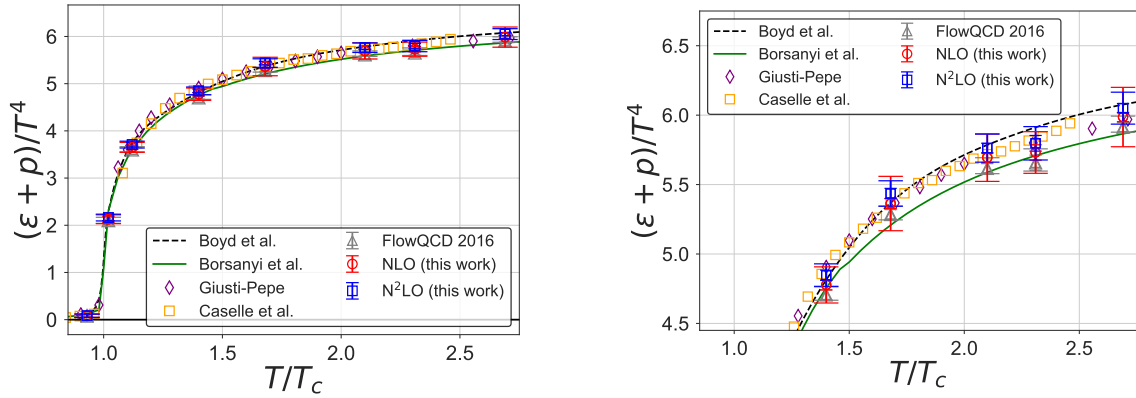 6
5
4
3
2
1
0
(ε + p)/T⁴
1.0
1.5
2.0
2.5
T/T_c
Boyd et al.
Borsanyi et al.
Giusti-Pepe
Caselle et al.
FlowQCD 2016
NLO (this work)
N²LO (this work)
6.5
6.0
5.5
5.0
4.5
(ε + p)/T⁴
1.0
1.5
2.0
2.5
T/T_c
Boyd et al.
Borsanyi et al.
Giusti-Pepe
Caselle et al.
FlowQCD 2016
NLO (this work)
N²LO (this work)